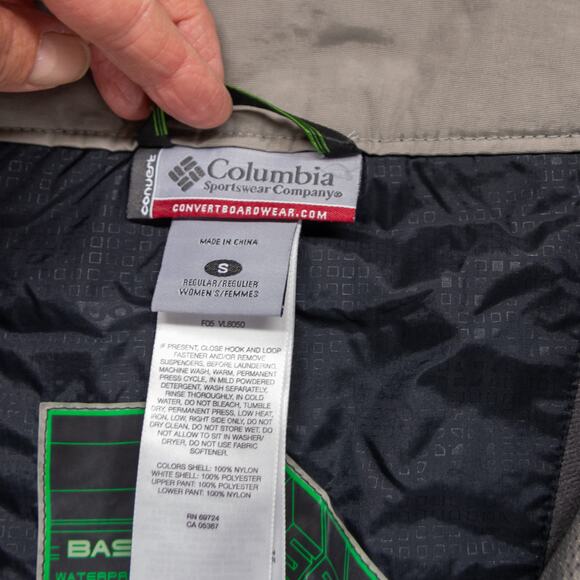 convert
Columbia
Sportswear Company®
CONVERTBOARDWEAR.COM
MADE IN CHINA
S
REGULAR/REGULIER
WOMEN'S/FEMMES
F05 VL8050
IF PRESENT, CLOSE HOOK AND LOOP
FASTENER AND/OR REMOVE
SUSPENDERS, BEFORE LAUNDERING,
MACHINE WASH, WARM, PERMANENT
PRESS CYCLE, IN MILD POWDERED
DETERGENT, WASH SEPARATELY,
RINSE THOROUGHLY, IN COLD
WATER, DO NOT BLEACH, TUMBLE
DRY, PERMANENT PRESS, LOW HEAT,
IRON, LOW, RIGHT SIDE ONLY, DO NOT
DRY CLEAN, DO NOT STORE WET, DO
NOT ALLOW TO SIT IN WASHER/
DRYER, DO NOT USE FABRIC
SOFTENER.
COLORS SHELL: 100% NYLON
WHITE SHELL: 100% POLYESTER
UPPER PANT: 100% POLYESTER
LOWER PANT: 100% NYLON
RN 69724
CA 05367
BAS
WATERPR